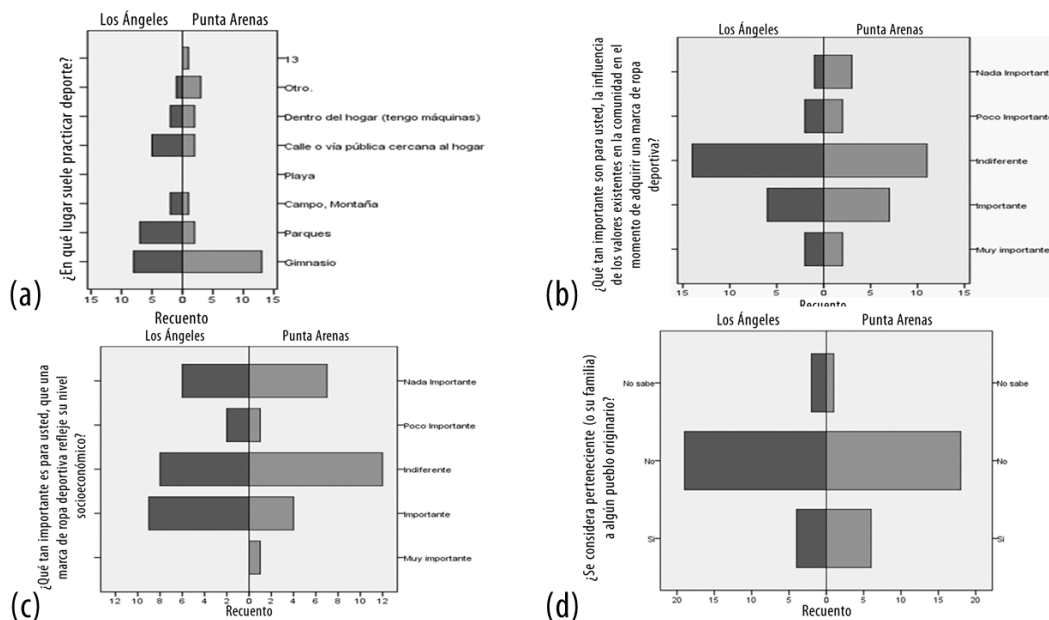 Los Ángeles Punta Arenas
¿En qué lugar suele practicar deporte?
13
Otro.
Dentro del hogar (tengo máquinas)
Calle o vía pública cercana al hogar
Playa
Campo, Montaña
Parques
Gimnasio
15 10 5 0 5 10 15
Recuento
(a)
Los Ángeles Punta Arenas
¿Qué tan importante son para usted, la influencia
de los valores existentes en la comunidad en el
momento de adquirir una marca de ropa
deportiva?
Nada Important
Poco Importante
Indiferente
Importante
Muy importante
15 10 5 0 5 10 15
Recuento
(b)
Los Ángeles Punta Arenas
¿Qué tan importante es para usted, que una
marca de ropa deportiva refleje su nivel
socioeconómico?
Nada Importante
Poco Importante
Indiferente
Importante
Muy importante
12 10 8 6 4 2 0 2 4 6 8 10 12
Recuento
(c)
Los Ángeles Punta Arenas
¿Se considera perteneciente (o su familia)
a algún pueblo originario?
No sabe No sabe
No No
Si Si
20 15 10 5 0 5 10 15 20
Recuento
(d)